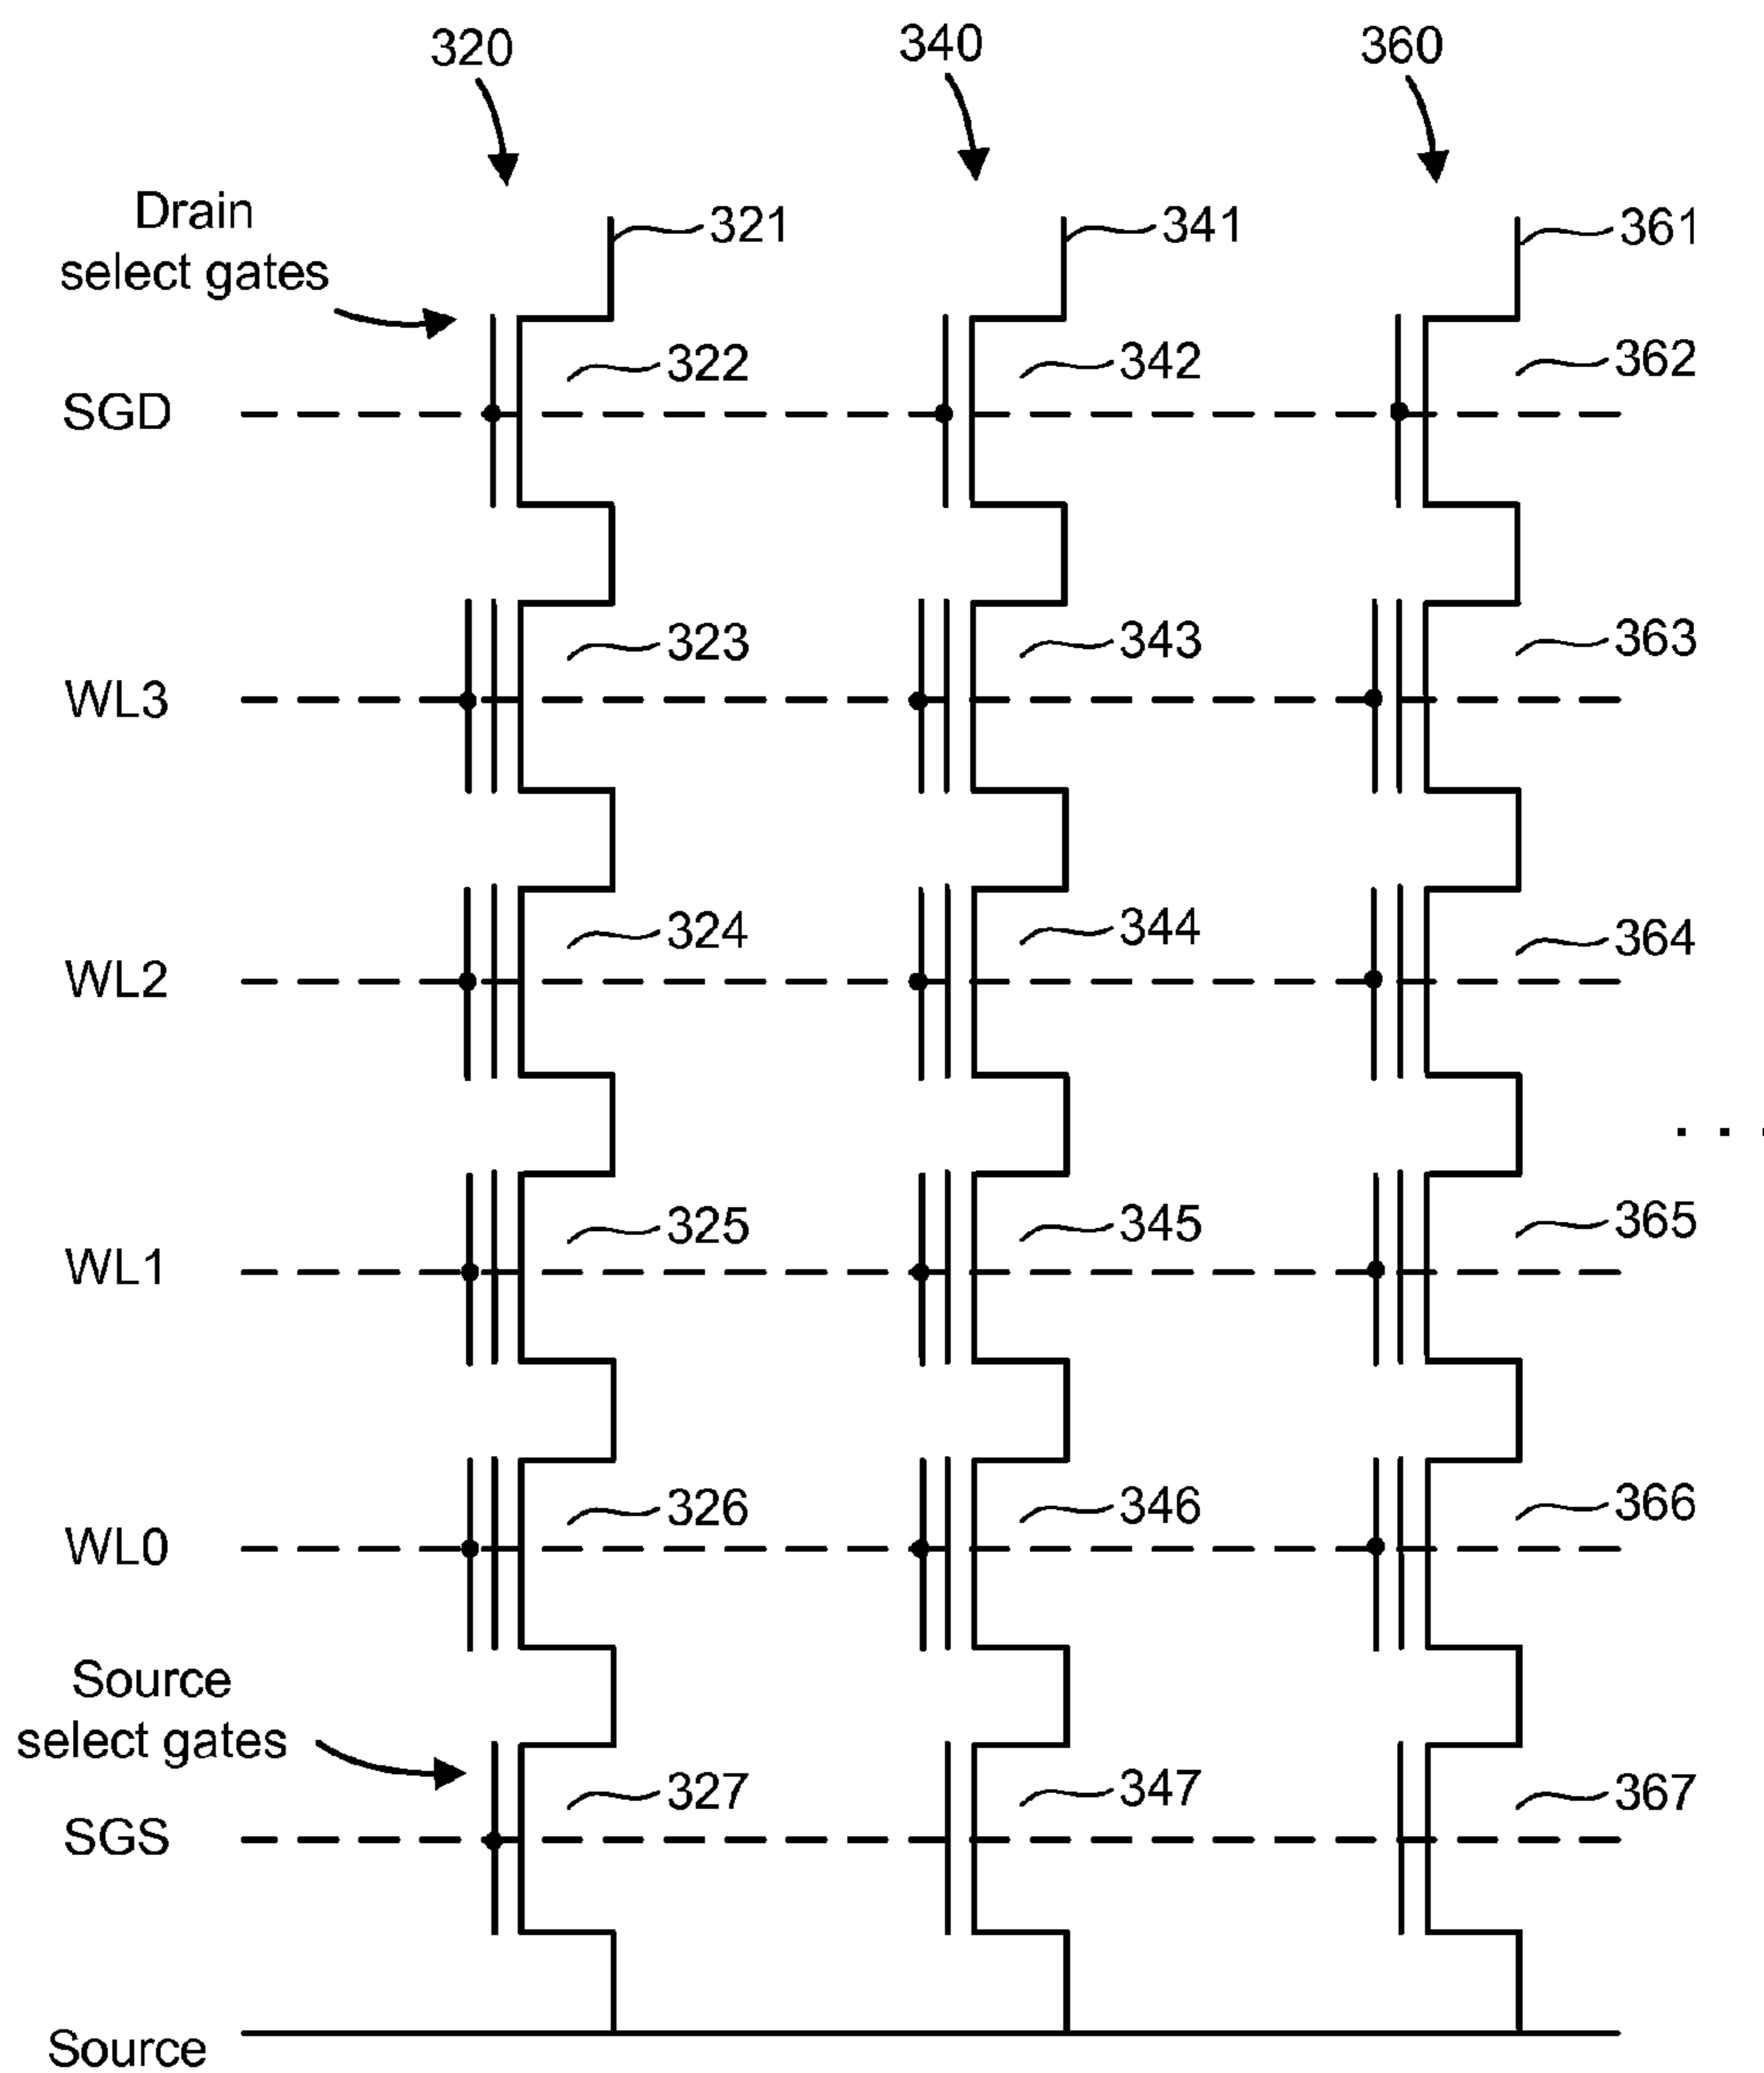 320 340 360
Drain
select gates
321 341 361
322 342 362
SGD
323 343 363
WL3
324 344 364
WL2
325 345 365
WL1
326 346 366
WL0
Source
select gates
327 347 367
SGS
Source
. . .